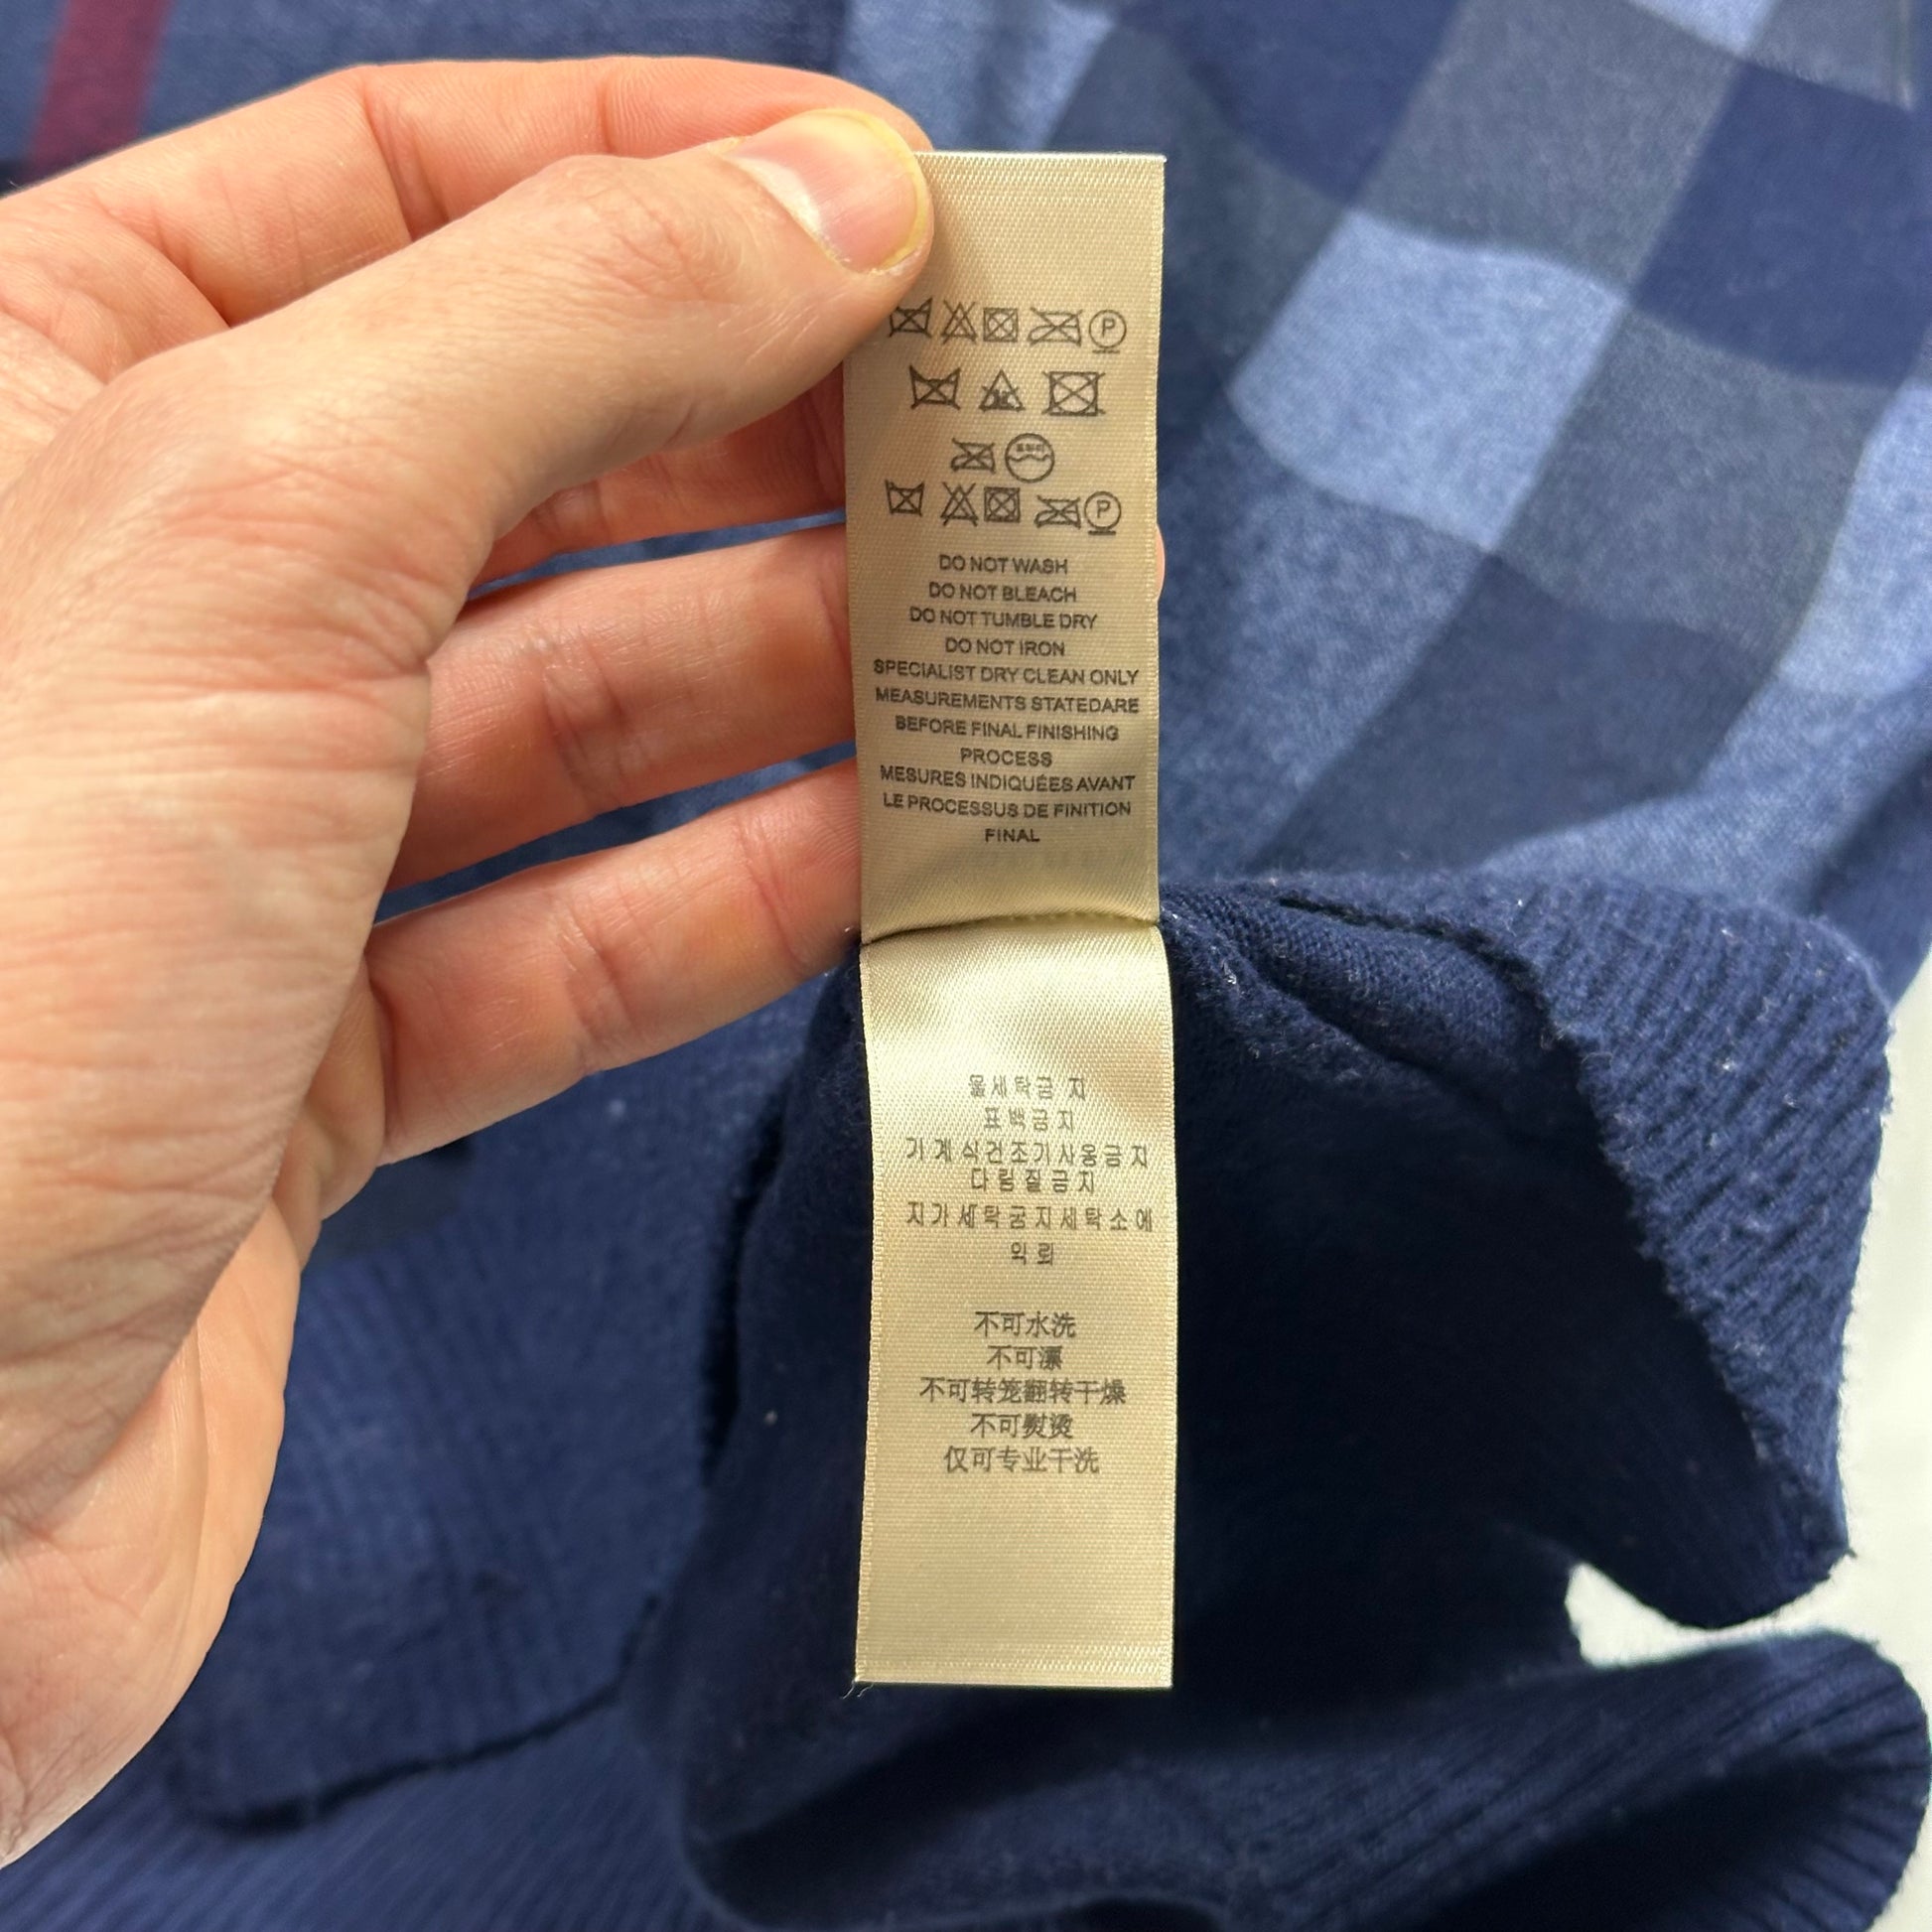 P
P
DO NOT WASH
DO NOT BLEACH
DO NOT TUMBLE DRY
DO NOT IRON
SPECIALIST DRY CLEAN ONLY
MEASUREMENTS STATEDARE
BEFORE FINAL FINISHING
PROCESS
MESURES INDIQUÉES AVANT
LE PROCESSUS DE FINITION
FINAL
물세탁금지
표백금지
기계식건조기사용금지
다림질금지
지가세탁금지세탁소에
의뢰
不可水洗
不可漂
不可转笼翻转干燥
不可熨烫
仅可专业干洗